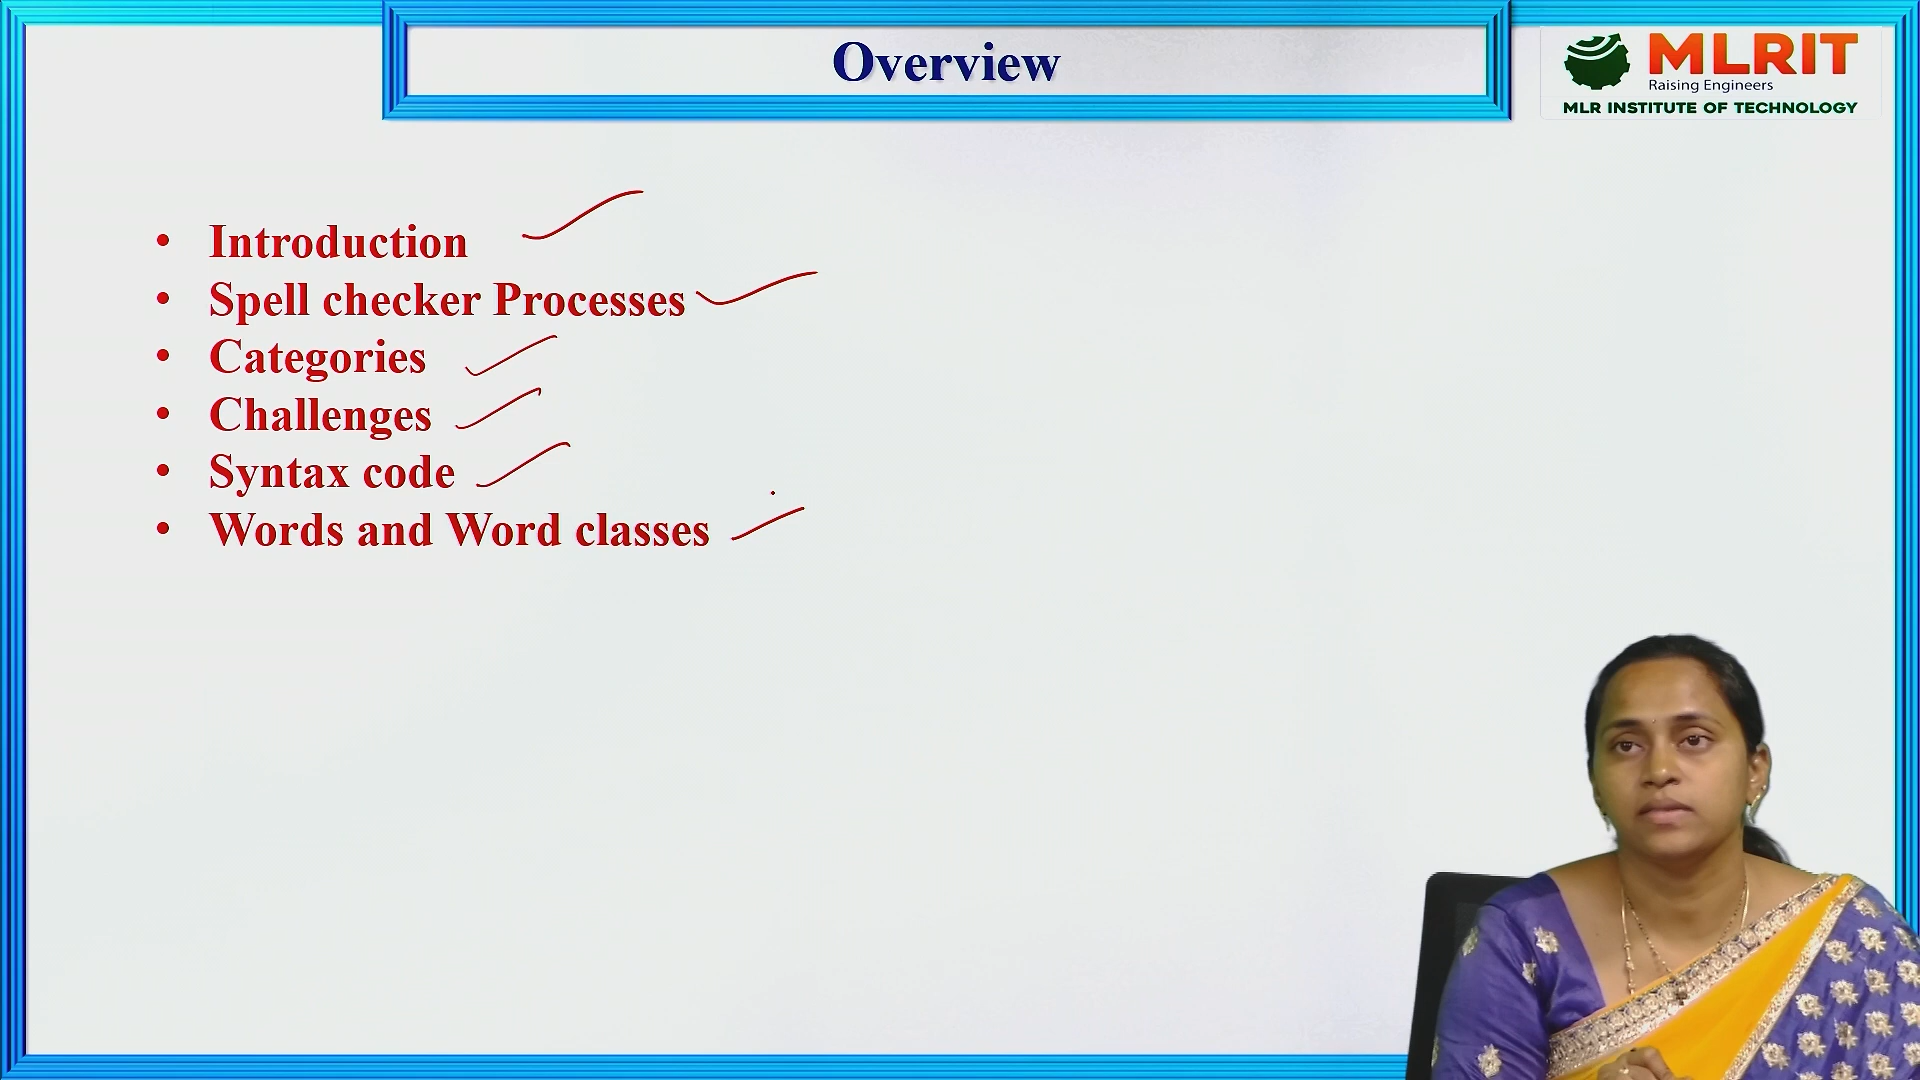 Overview
MLRIT
Raising Engineers
MLR INSTITUTE OF TECHNOLOGY
• Introduction
• Spell checker Processes
• Categories
• Challenges
• Syntax code
• Words and Word classes